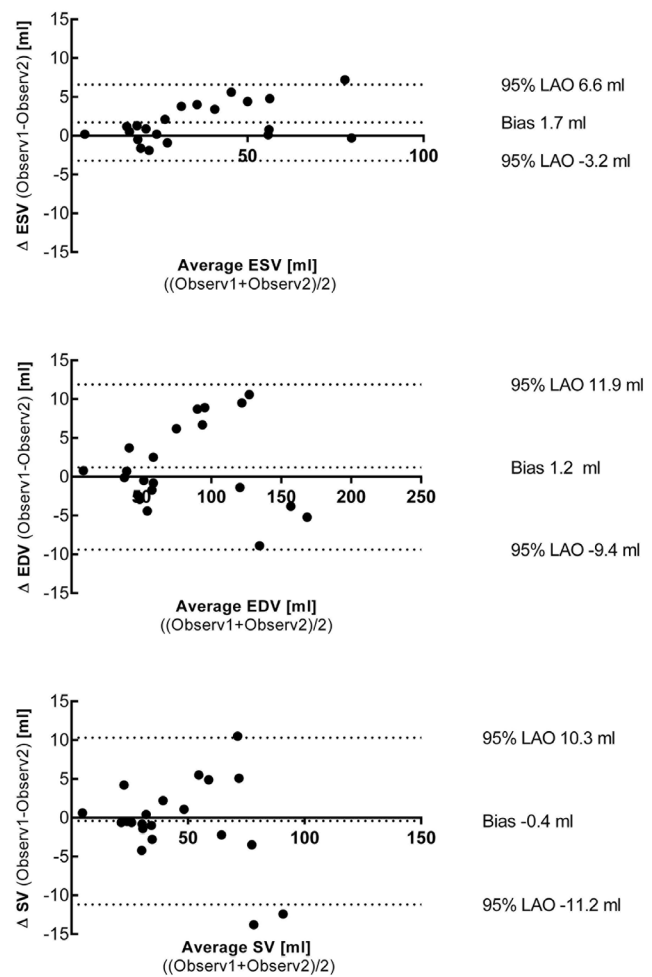 Δ ESV (Observ1-Observ2) [ml]
15
10
5
0
-5
-10
-15
50
100
95% LAO 6.6 ml
Bias 1.7 ml
95% LAO -3.2 ml
Average ESV [ml]
((Observ1+Observ2)/2)
Δ EDV (Observ1-Observ2) [ml]
15
10
5
0
-5
-10
-15
50
100
150
200
250
95% LAO 11.9 ml
Bias 1.2 ml
95% LAO -9.4 ml
Average EDV [ml]
((Observ1+Observ2)/2)
Δ SV (Observ1-Observ2) [ml]
15
10
5
0
-5
-10
-15
50
100
150
95% LAO 10.3 ml
Bias -0.4 ml
95% LAO -11.2 ml
Average SV [ml]
((Observ1+Observ2)/2)